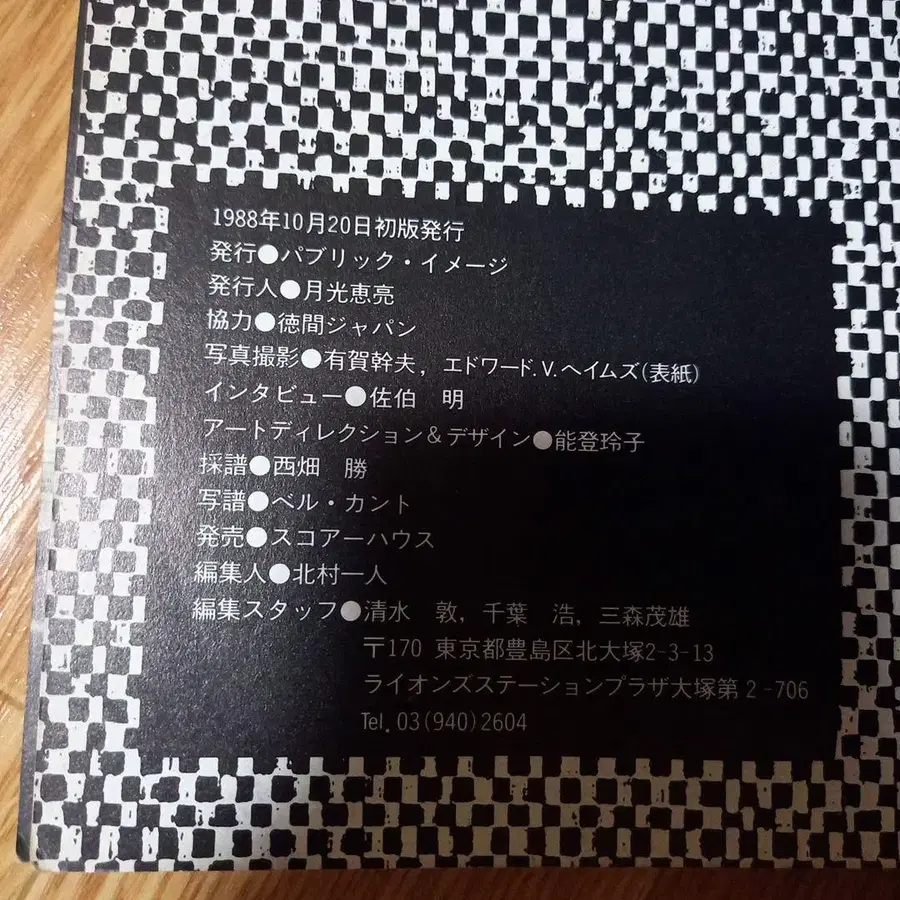 1988年10月20日初版発行
発行●パブリック・イメージ
発行人●月光恵亮
協力●徳間ジャパン
写真撮影●有賀幹夫, エドワード.V.ヘイムズ(表紙)
インタビュー●佐伯 明
アートディレクション&デザイン●能登玲子
採譜●西畑 勝
写譜●ベル・カント
発売●スコアーハウス
編集人●北村一人
編集スタッフ●清水 敦, 千葉 浩, 三森茂雄
〒170 東京都豊島区北大塚2-3-13
ライオンズステーションプラザ大塚第2-706
Tel. 03(940)2604